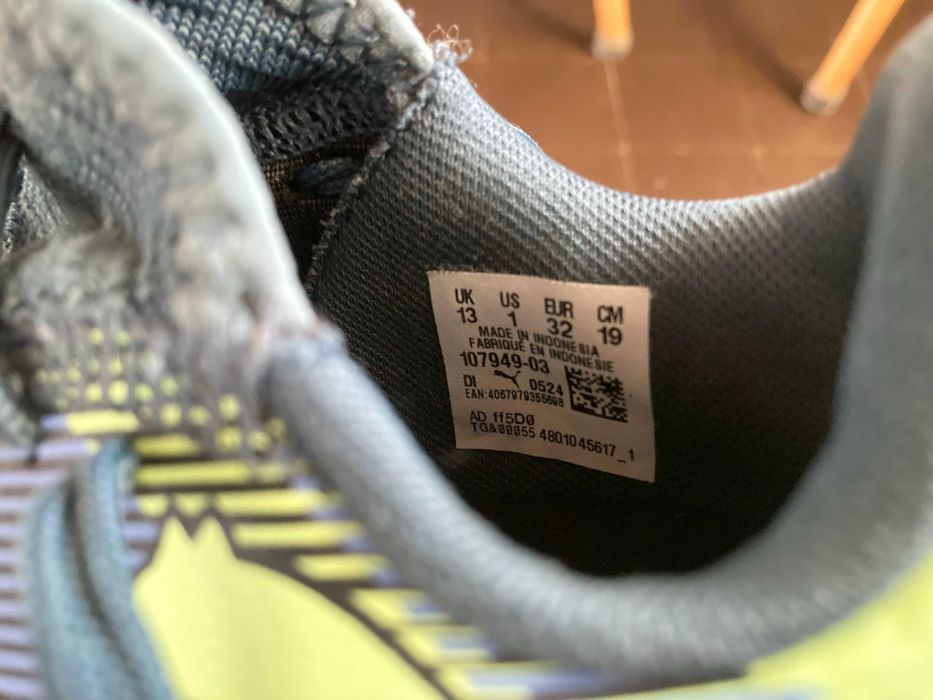 UK US EUR CM
13 1 32 19
MADE IN INDONESIA
FABRIQUÉ EN INDONESIE
107949-03
DI 0524
EAN:4067979355698
AD ff5D0
TG&00055 4801045617_1